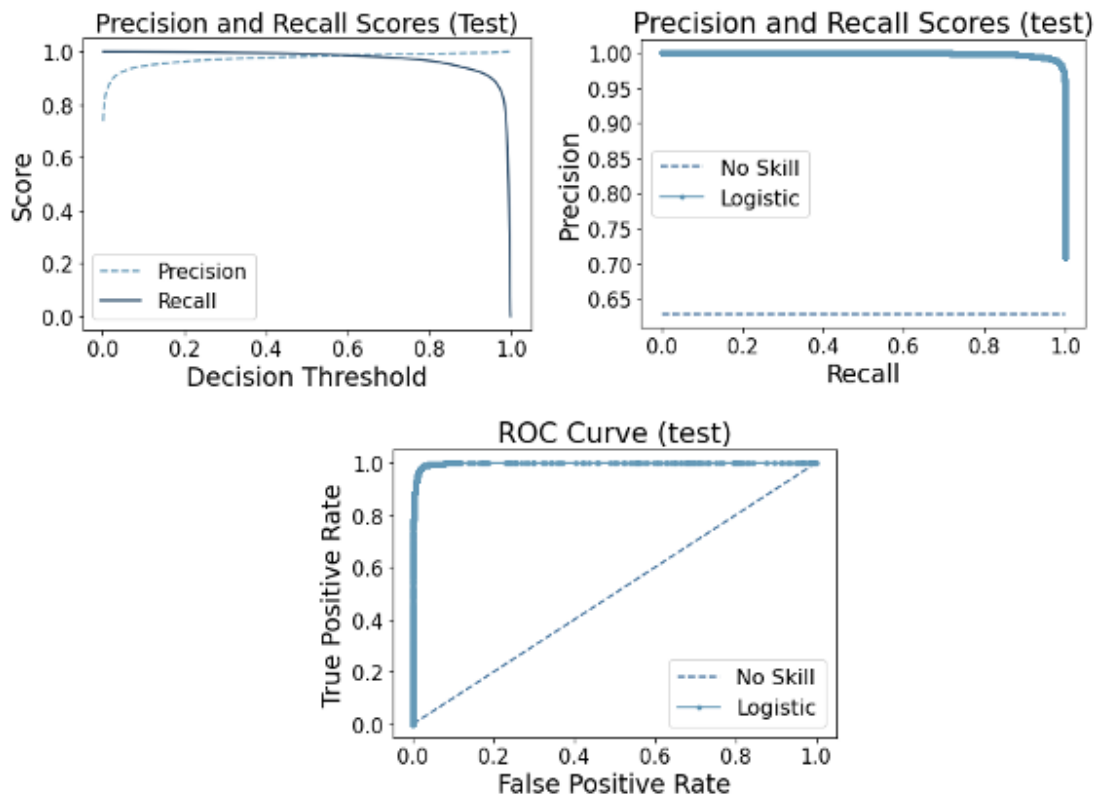 Precision and Recall Scores (Test)
Score
1.0
0.8
0.6
0.4
0.2
0.0
Precision
Recall
0.0 0.2 0.4 0.6 0.8 1.0
Decision Threshold
Precision and Recall Scores (test)
Precision
1.00
0.95
0.90
0.85
0.80
0.75
0.70
0.65
No Skill
Logistic
0.0 0.2 0.4 0.6 0.8 1.0
Recall
ROC Curve (test)
True Positive Rate
1.0
0.8
0.6
0.4
0.2
0.0
No Skill
Logistic
0.0 0.2 0.4 0.6 0.8 1.0
False Positive Rate